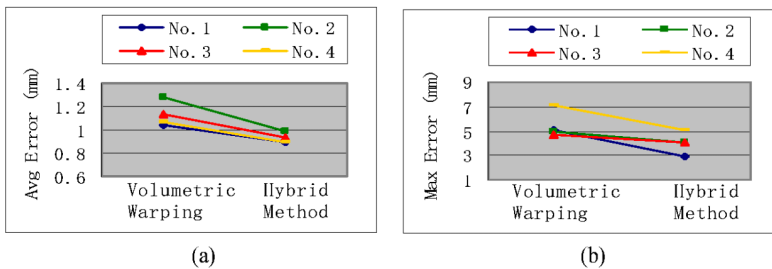 No. 1
No. 2
No. 3
No. 4
Avg Error (mm)
1.4
1.2
1
0.8
0.6
Volumetric
Warping
Hybrid
Method
(a)
No. 1
No. 2
No. 3
No. 4
Max Error (mm)
9
7
5
3
1
Volumetric
Warping
Hybrid
Method
(b)